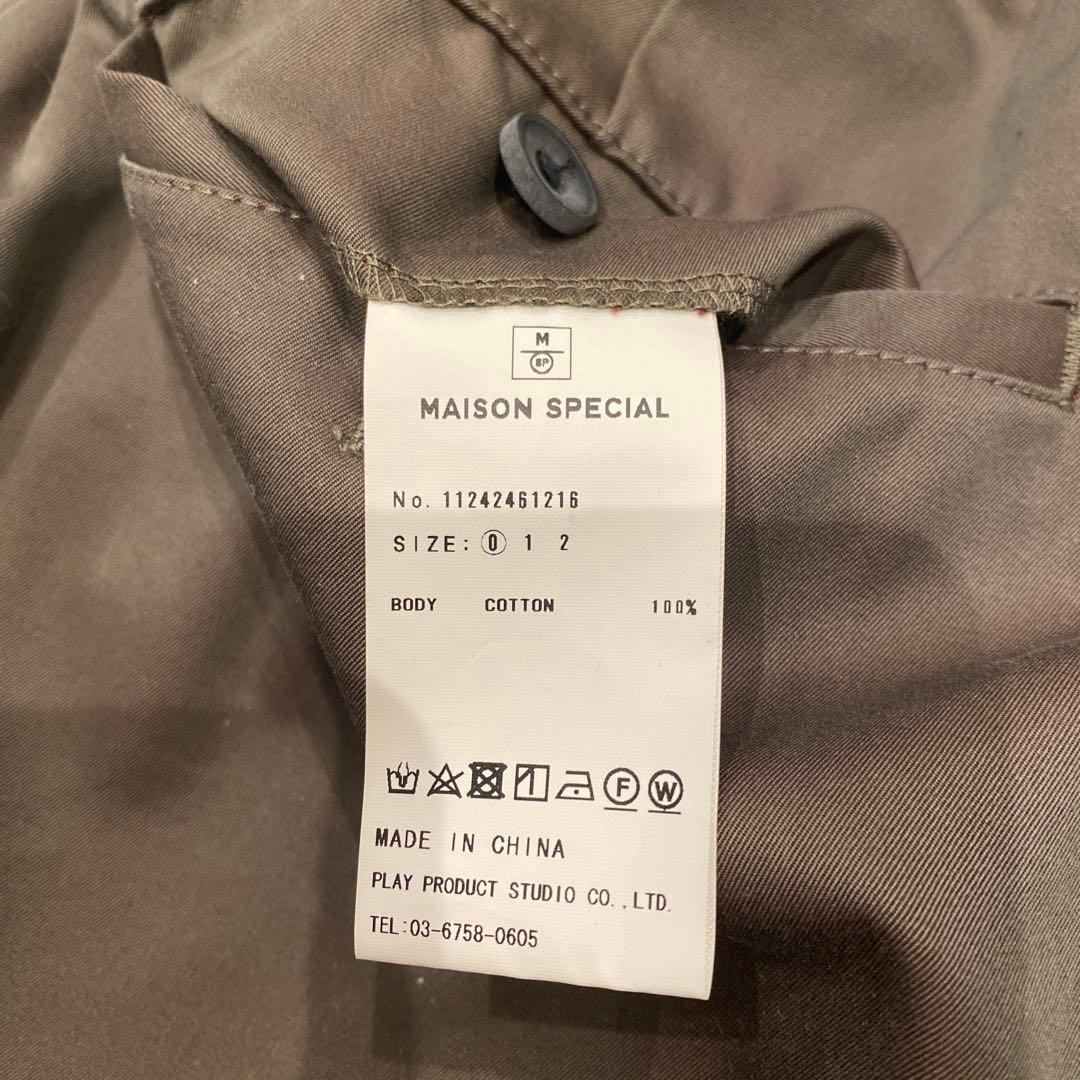 M
SP
MAISON SPECIAL
No. 11242461216
SIZE: 0 1 2
BODY COTTON 100%
F W
MADE IN CHINA
PLAY PRODUCT STUDIO CO.,LTD.
TEL:03-6758-0605